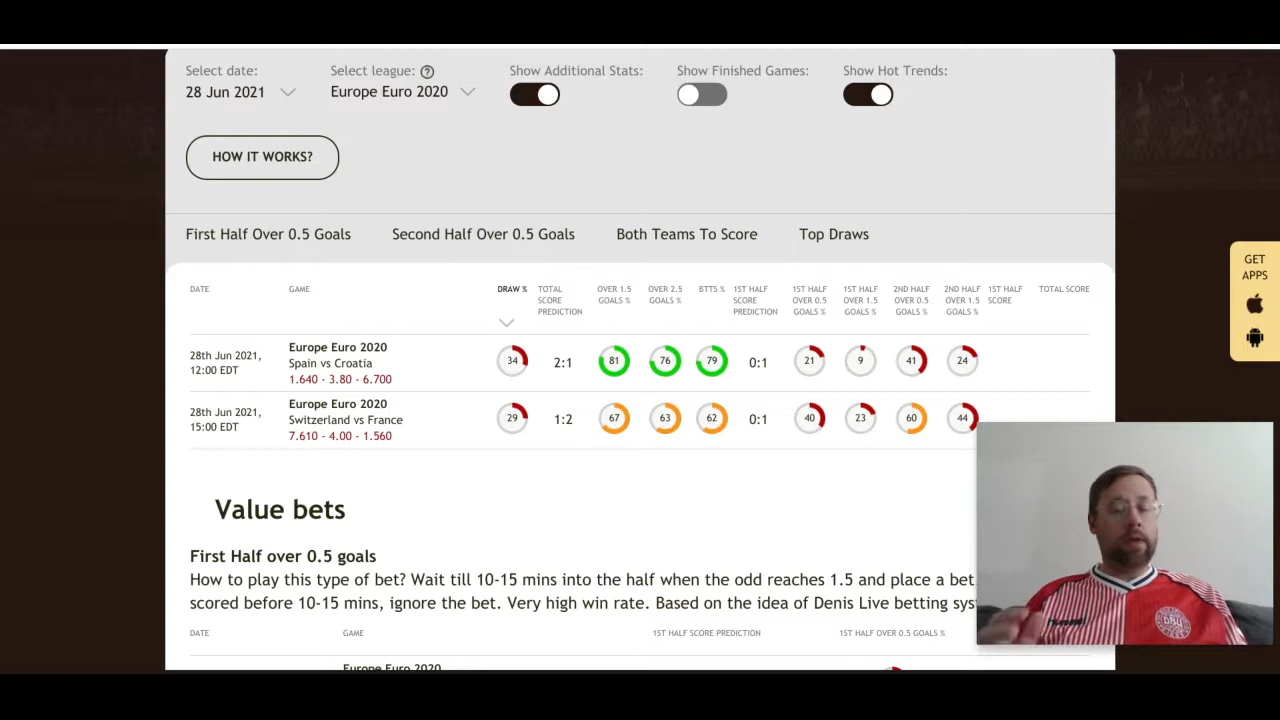 Select date:
28 Jun 2021
Select league: ?
Europe Euro 2020
Show Additional Stats:
Show Finished Games:
Show Hot Trends:
HOW IT WORKS?
First Half Over 0.5 Goals
Second Half Over 0.5 Goals
Both Teams To Score
Top Draws
DATE
GAME
DRAW %
TOTAL
SCORE
PREDICTION
OVER 1.5
GOALS %
OVER 2.5
GOALS %
BTTS %
1ST HALF
SCORE
PREDICTION
1ST HALF
OVER 0.5
GOALS %
1ST HALF
OVER 1.5
GOALS %
2ND HALF
OVER 0.5
GOALS %
2ND HALF
OVER 1.5
GOALS %
1ST HALF
SCORE
TOTAL SCORE
28th Jun 2021,
12:00 EDT
Europe Euro 2020
Spain vs Croatia
1.640 - 3.80 - 6.700
34
2:1
81
76
79
0:1
21
9
41
24
28th Jun 2021,
15:00 EDT
Europe Euro 2020
Switzerland vs France
7.610 - 4.00 - 1.560
29
1:2
67
63
62
0:1
40
23
60
44
Value bets
First Half over 0.5 goals
How to play this type of bet? Wait till 10-15 mins into the half when the odd reaches 1.5 and place a bet
scored before 10-15 mins, ignore the bet. Very high win rate. Based on the idea of Denis Live betting sys
DATE
GAME
1ST HALF SCORE PREDICTION
1ST HALF OVER 0.5 GOALS %
Europe Euro 2020
GET
APPS
hummel
DBU